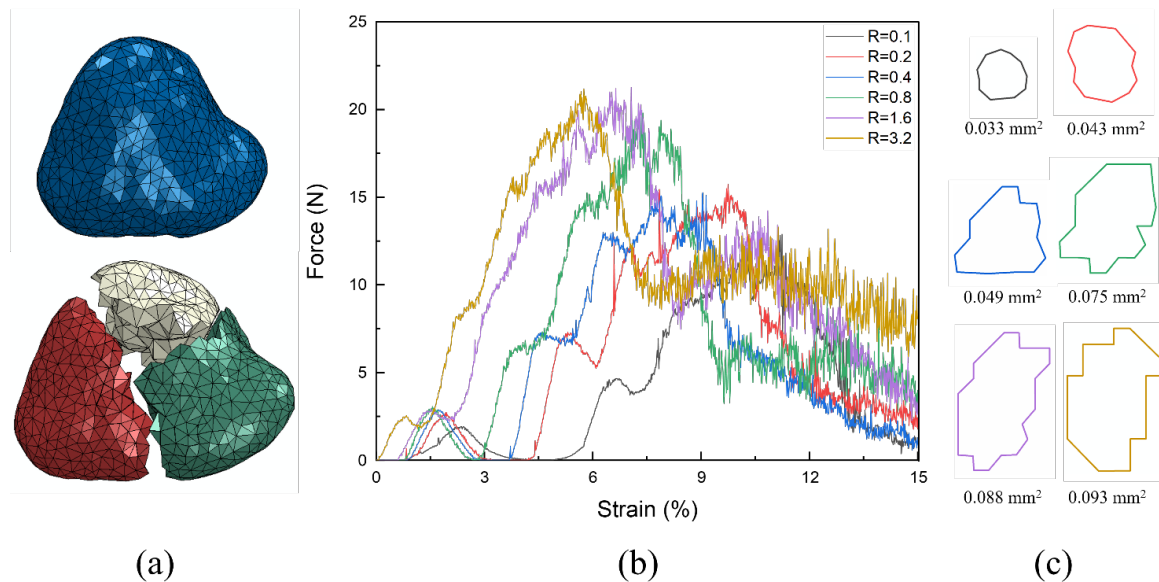 25
20
15
10
5
0
Force (N)
0 3 6 9 12 15
Strain (%)
R=0.1
R=0.2
R=0.4
R=0.8
R=1.6
R=3.2
0.033 mm² 0.043 mm²
0.049 mm² 0.075 mm²
0.088 mm² 0.093 mm²
(a) (b) (c)